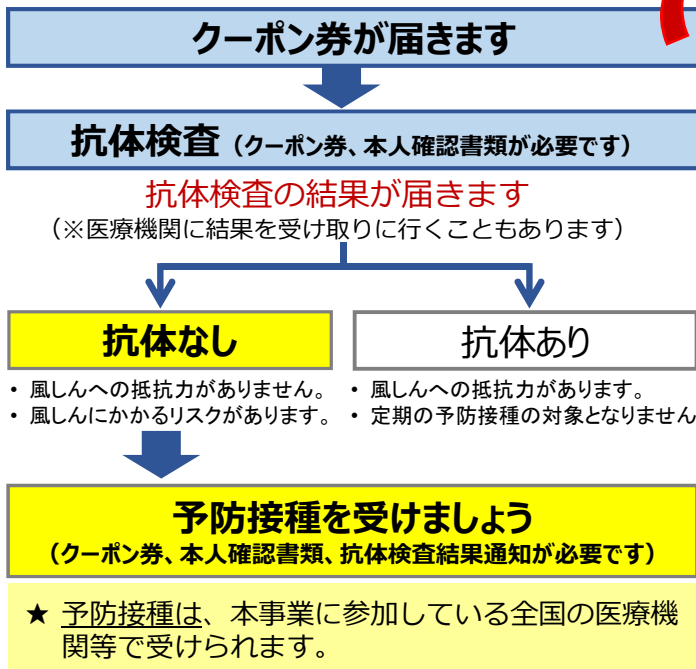 クーポン券が届きます
抗体検査（クーポン券、本人確認書類が必要です）
抗体検査の結果が届きます
（※医療機関に結果を受け取りに行くこともあります）
抗体なし
・ 風しんへの抵抗力がありません。
・ 風しんにかかるリスクがあります。
抗体あり
・ 風しんへの抵抗力があります。
・ 定期の予防接種の対象となりません
予防接種を受けましょう
（クーポン券、本人確認書類、抗体検査結果通知が必要です）
★ 予防接種は、本事業に参加している全国の医療機
関等で受けられます。